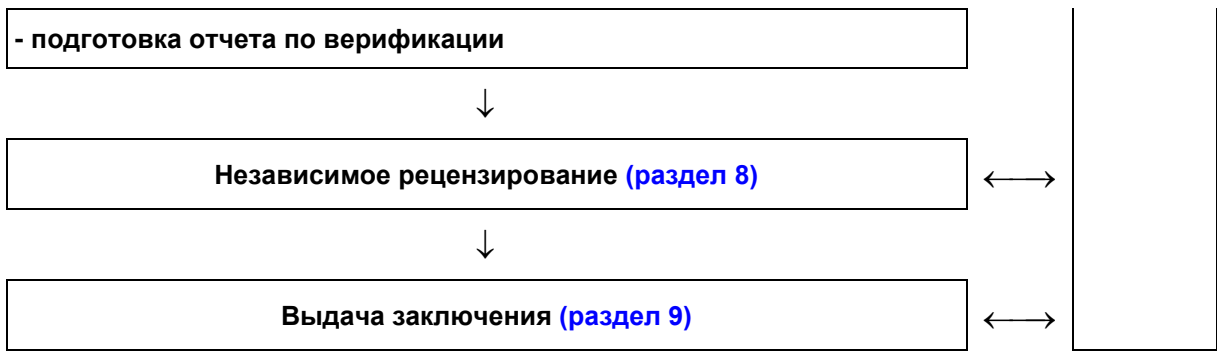 - подготовка отчета по верификации
↓
Независимое рецензирование (раздел 8)
↓
Выдача заключения (раздел 9)